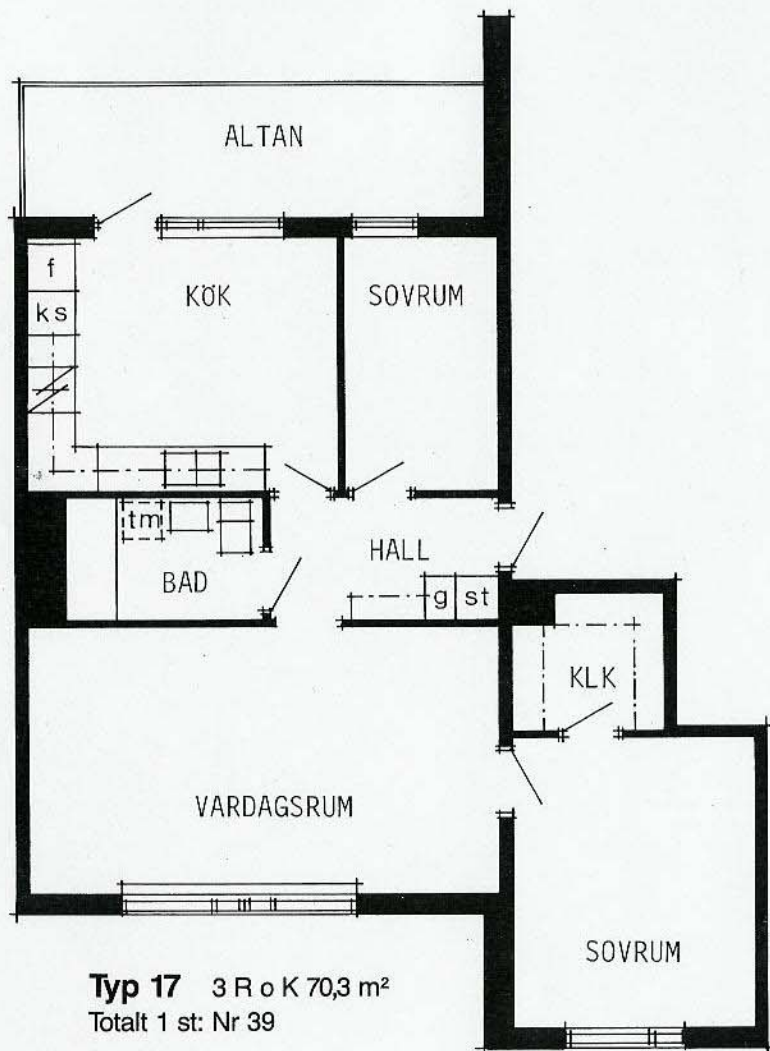 ALTAN
f
ks
KÖK
SOVRUM
tm
BAD
HALL
g st
KLK
VARDAGSRUM
SOVRUM
Typ 17 3 R o K 70,3 m²
Totalt 1 st: Nr 39